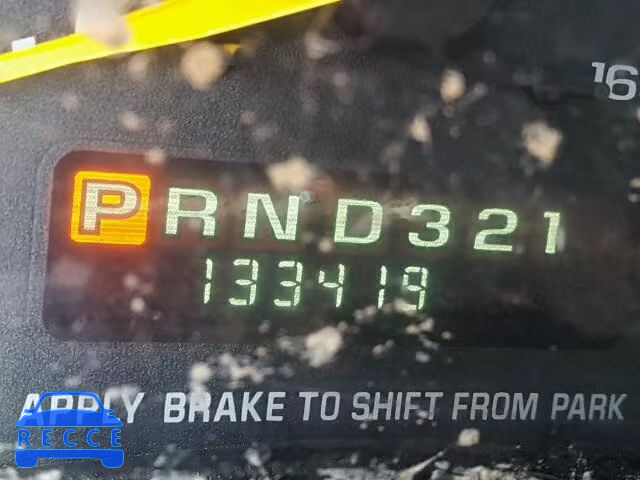 16
PRND321
133419
APPLY BRAKE TO SHIFT FROM PARK
RECCE